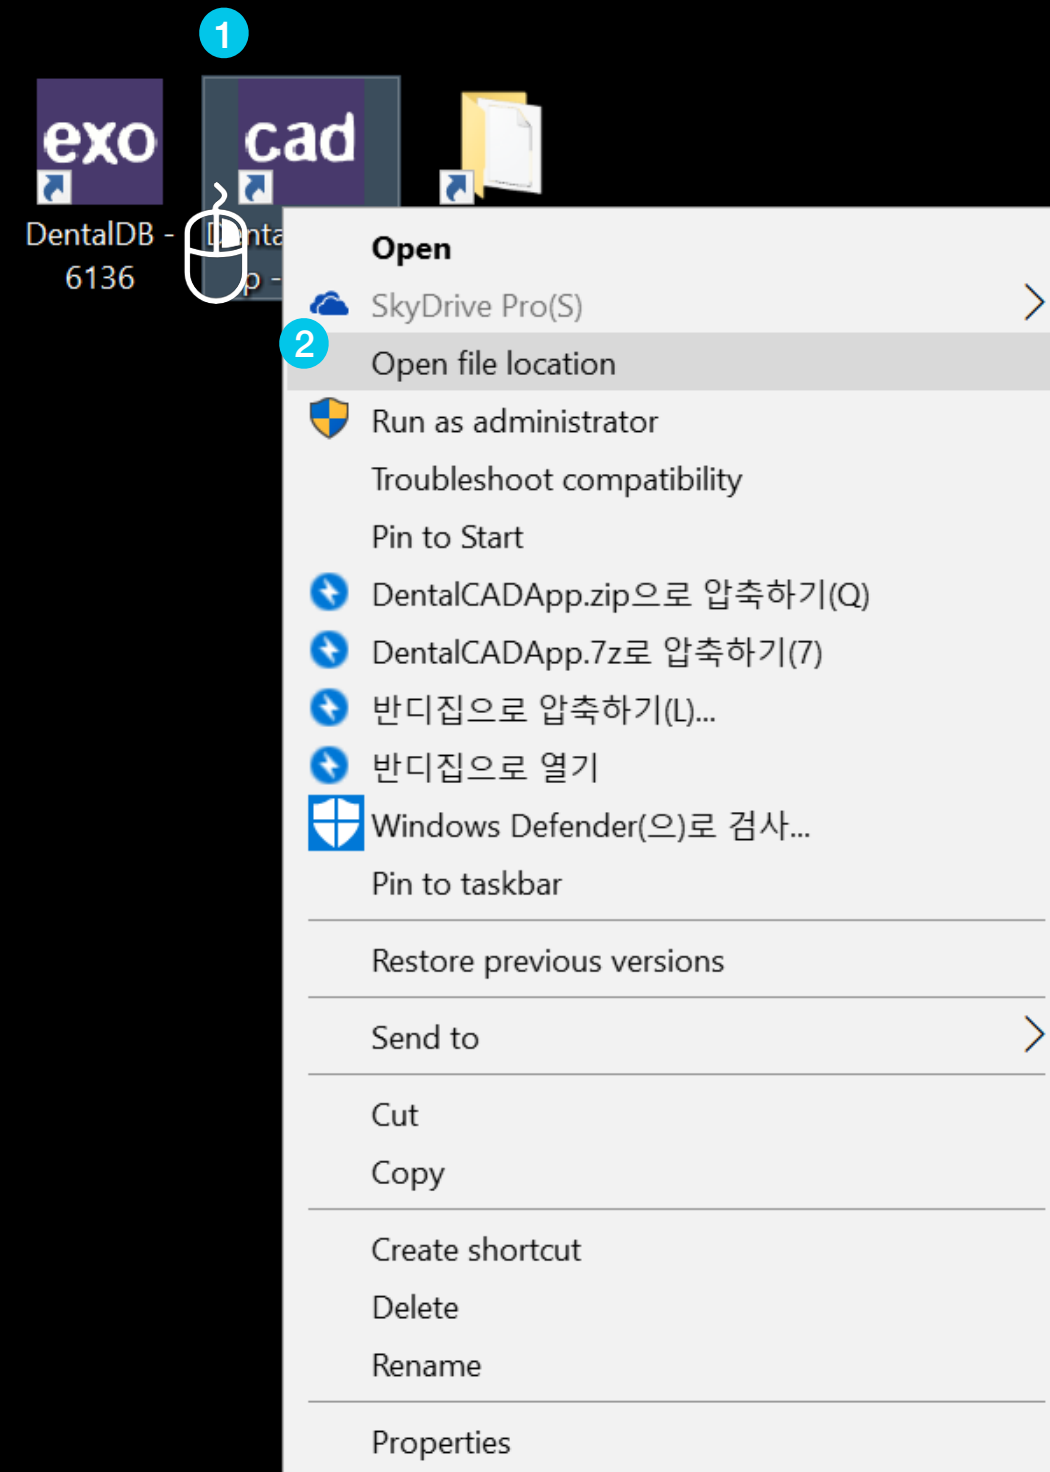 1
exo
cad
DentalDB -
6136
Denta
p -
Open
SkyDrive Pro(S)
2
Open file location
Run as administrator
Troubleshoot compatibility
Pin to Start
DentalCADApp.zip으로 압축하기(Q)
DentalCADApp.7z로 압축하기(7)
반디집으로 압축하기(L)...
반디집으로 열기
Windows Defender(으)로 검사...
Pin to taskbar
Restore previous versions
Send to
Cut
Copy
Create shortcut
Delete
Rename
Properties